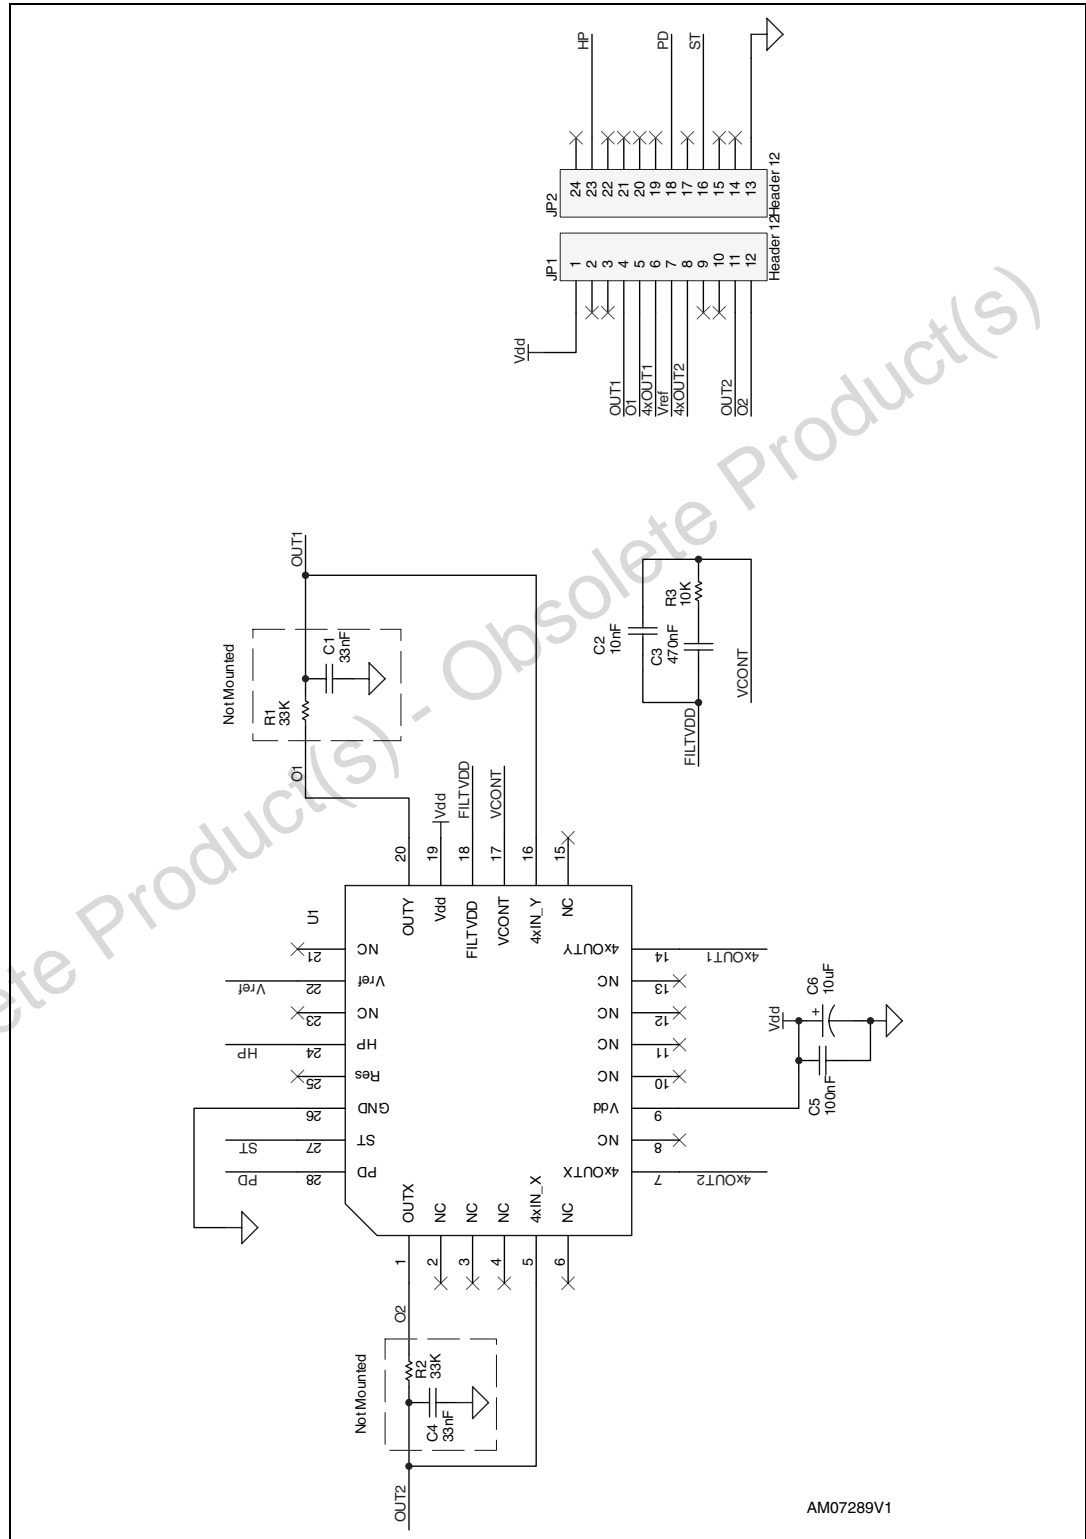 HP
PD
ST
JP2
24
23
22
21
20
19
18
17
16
15
14
13
Header 12
JP1
1
2
3
4
5
6
7
8
9
10
11
12
Header 12
Vdd
OUT1
O1
4xOUT1
Vref
4xOUT2
OUT2
O2
OUT1
Not Mounted
C1
33nF
R1
33K
O1
C2
10nF
C3
470nF
R3
10K
FILTVDD
VCONT
Vdd
FILTVDD
VCONT
20
19
18
17
16
15
OUTY
Vdd
FILTVDD
VCONT
4xIN_Y
NC
U1
NC
21
Vref
22
Vref
NC
23
HP
24
HP
Res
25
GND
26
ST
27
ST
PD
28
PD
4xOUTY
14
4xOUT1
NC
13
NC
12
NC
11
NC
10
Vdd
9
NC
8
4xOUTX
7
4xOUT2
Vdd
C6
+
10uF
C5
100nF
OUTX
NC
NC
NC
4xIN_X
NC
1
2
3
4
5
6
O2
Not Mounted
R2
33K
C4
33nF
OUT2
AM07289V1
ete Product(s) - Obsolete Product(s)